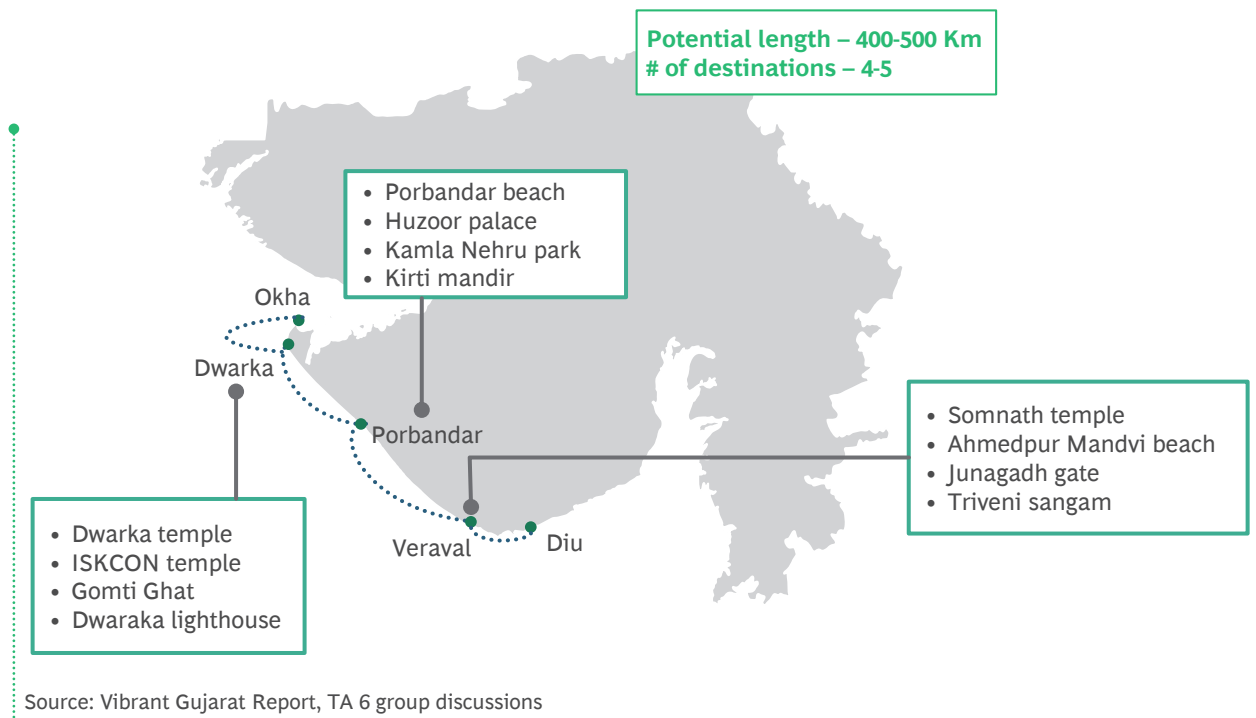 Potential length – 400-500 Km
# of destinations – 4-5
• Porbandar beach
• Huzoor palace
• Kamla Nehru park
• Kirti mandir
Okha
Dwarka
Porbandar
• Somnath temple
• Ahmedpur Mandvi beach
• Junagadh gate
• Triveni sangam
Veraval
Diu
• Dwarka temple
• ISKCON temple
• Gomti Ghat
• Dwaraka lighthouse
Source: Vibrant Gujarat Report, TA 6 group discussions